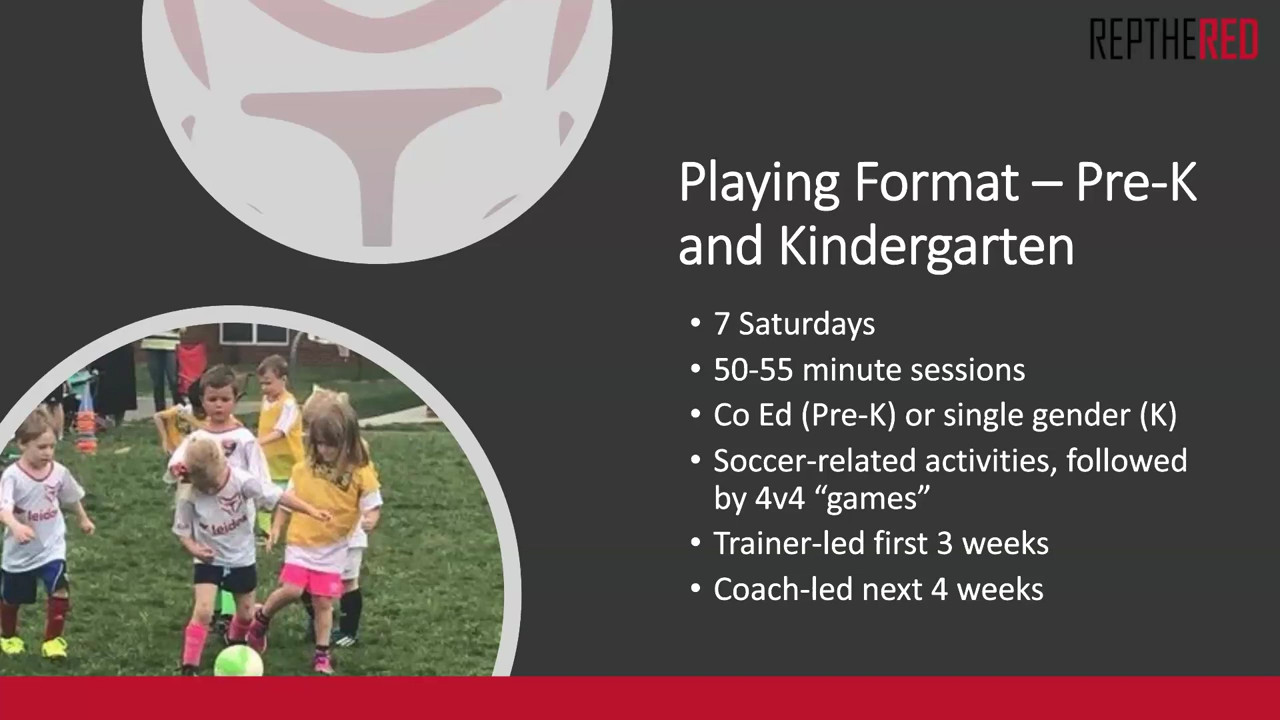 REPTHERED
Playing Format – Pre-K
and Kindergarten
• 7 Saturdays
• 50-55 minute sessions
• Co Ed (Pre-K) or single gender (K)
• Soccer-related activities, followed
by 4v4 “games”
• Trainer-led first 3 weeks
• Coach-led next 4 weeks
leidos